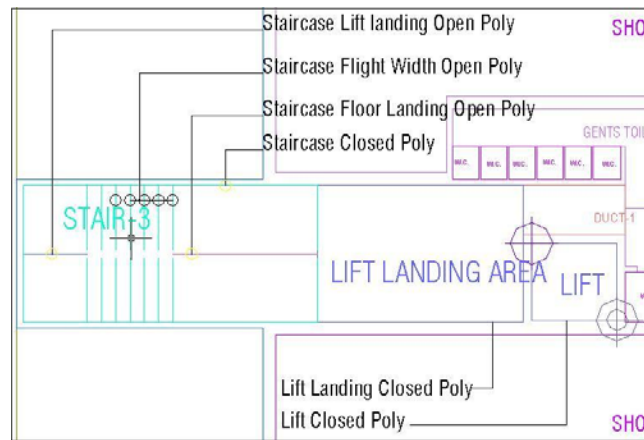 Staircase Lift landing Open Poly
SHO
Staircase Flight Width Open Poly
Staircase Floor Landing Open Poly
Staircase Closed Poly
GENTS TOIL
W.C. W.C. W.C. W.C. W.C. W.C.
STAIR-3
DUCT-1
LIFT LANDING AREA
LIFT
Lift Landing Closed Poly
Lift Closed Poly
SHO